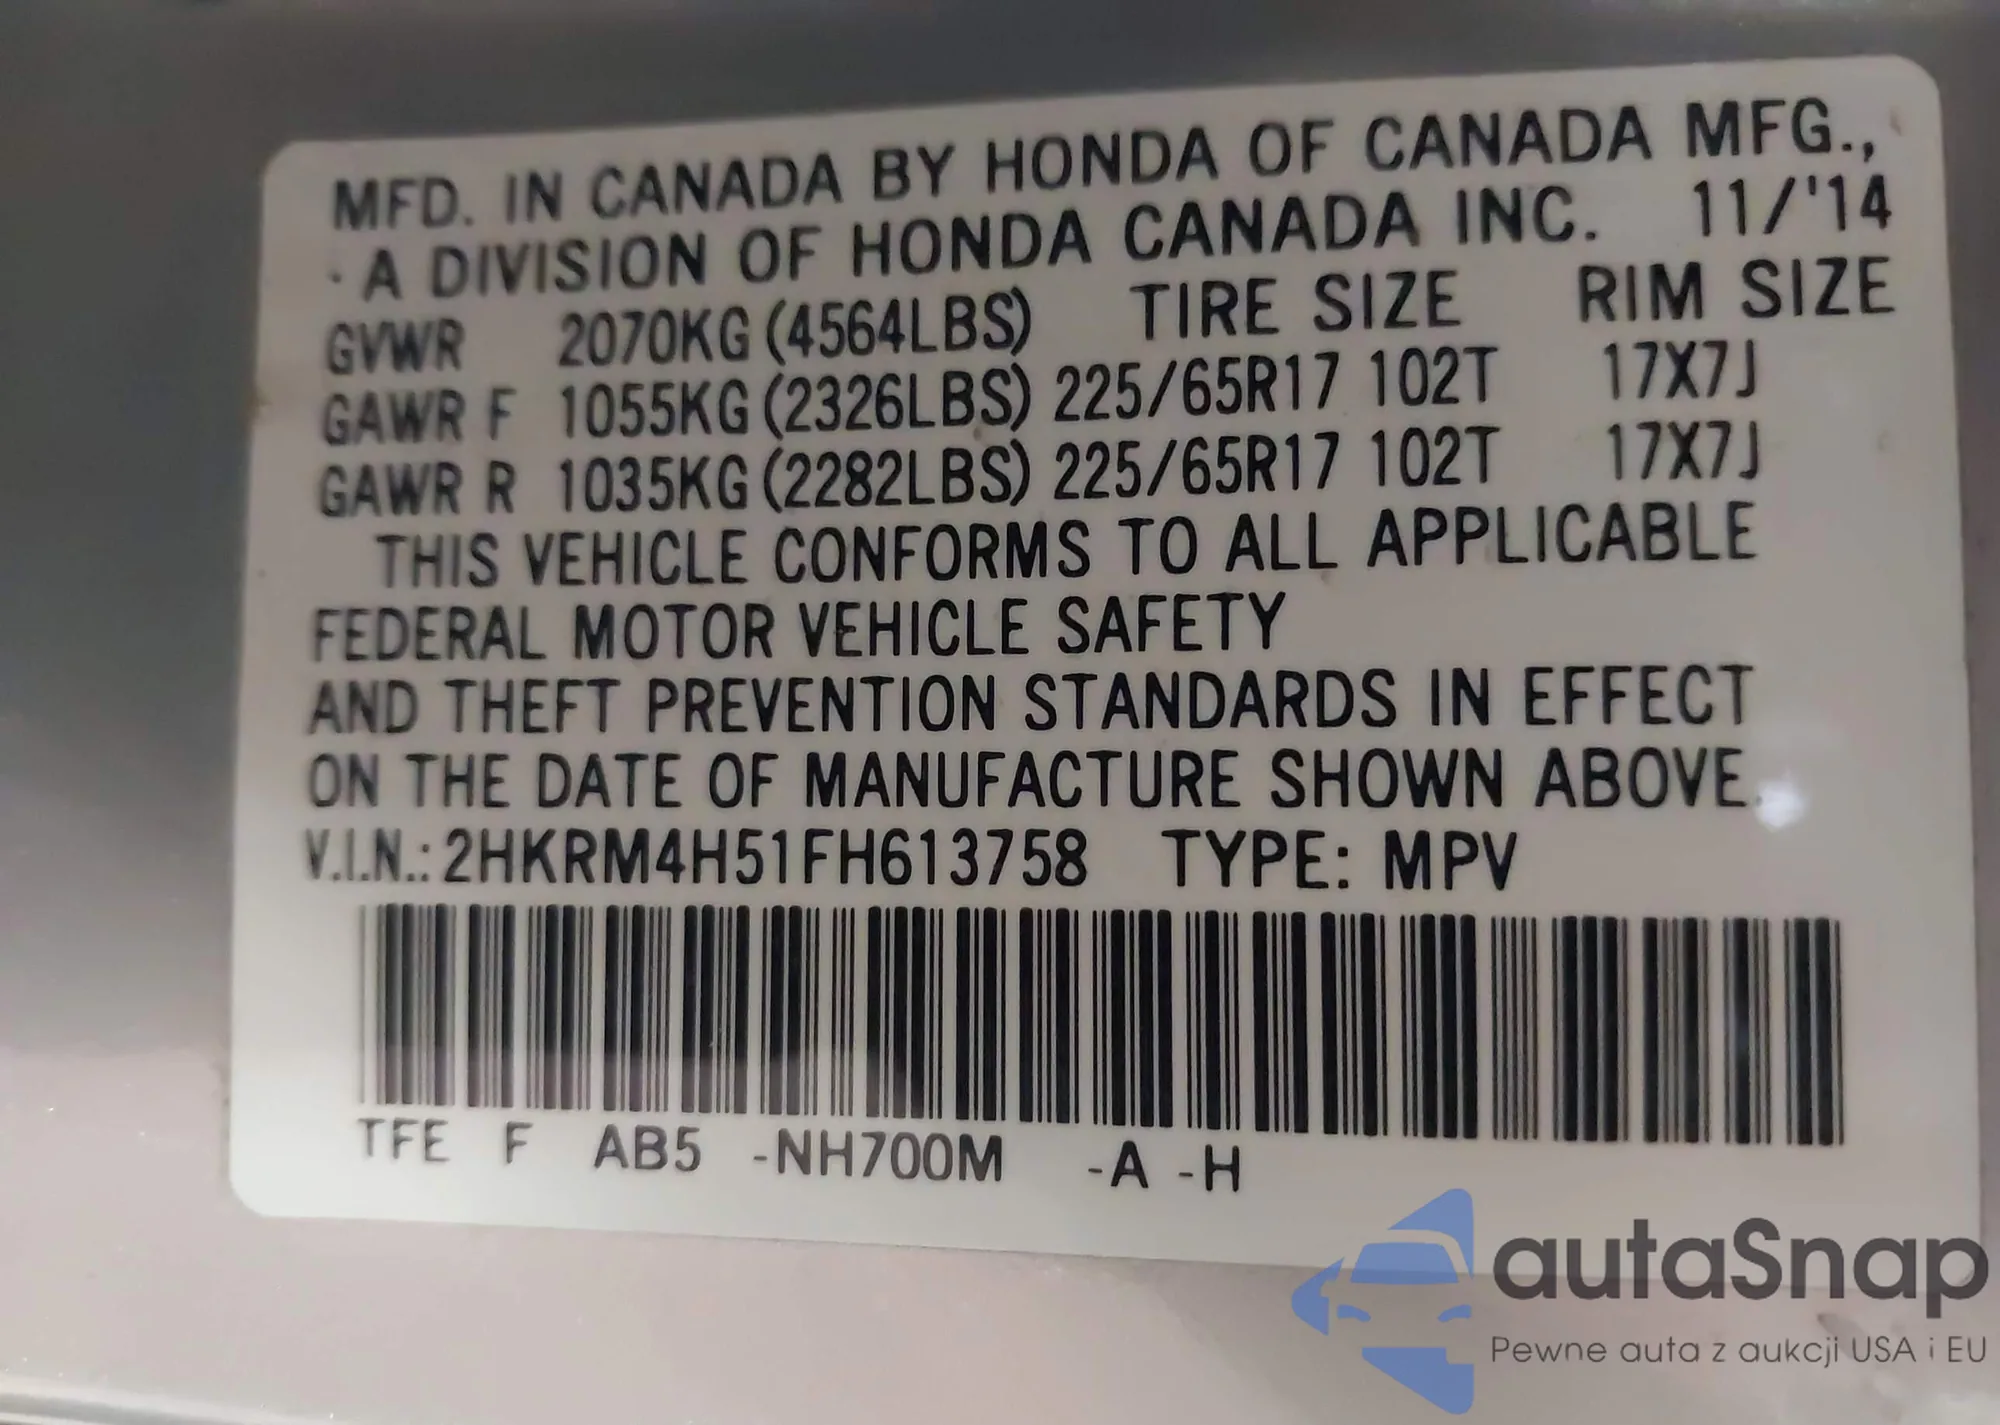 MFD. IN CANADA BY HONDA OF CANADA MFG.,
A DIVISION OF HONDA CANADA INC. 11/'14
GVWR 2070KG (4564LBS) TIRE SIZE RIM SIZE
GAWR F 1055KG (2326LBS) 225/65R17 102T 17X7J
GAWR R 1035KG (2282LBS) 225/65R17 102T 17X7J
THIS VEHICLE CONFORMS TO ALL APPLICABLE
FEDERAL MOTOR VEHICLE SAFETY
AND THEFT PREVENTION STANDARDS IN EFFECT
ON THE DATE OF MANUFACTURE SHOWN ABOVE.
V.I.N.: 2HKRM4H51FH613758 TYPE: MPV
TFE F AB5 -NH700M -A -H
autaSnap
Pewne auta z aukcji USA i EU